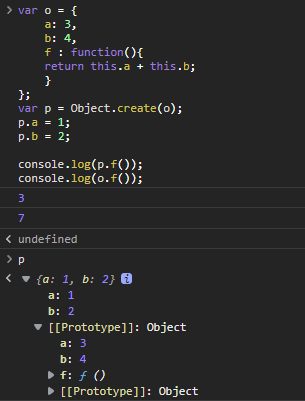 > var o = {
a: 3,
b: 4,
f : function(){
return this.a + this.b;
}
};
var p = Object.create(o);
p.a = 1;
p.b = 2;
console.log(p.f());
console.log(o.f());
3
7
< undefined
> p
< ▼ {a: 1, b: 2} i
a: 1
b: 2
▼ [[Prototype]]: Object
a: 3
b: 4
▶ f: ƒ ()
▶ [[Prototype]]: Object